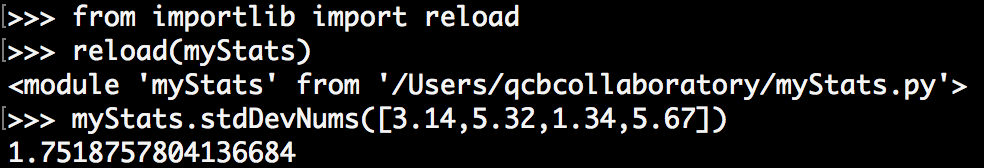 >>> from importlib import reload
>>> reload(myStats)
<module 'myStats' from '/Users/qcbcollaboratory/myStats.py'>
>>> myStats.stdDevNums([3.14,5.32,1.34,5.67])
1.7518757804136684